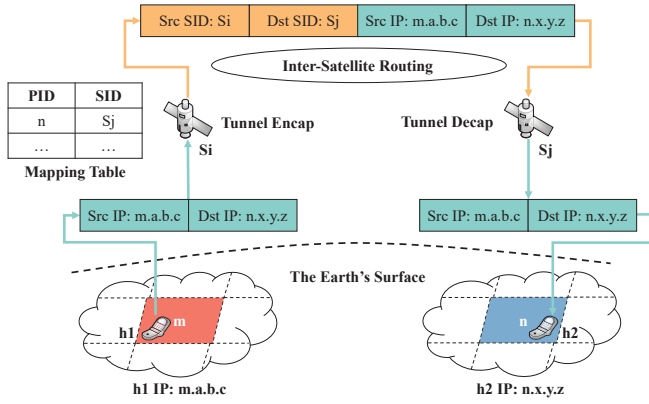 Src SID: Si Dst SID: Sj Src IP: m.a.b.c Dst IP: n.x.y.z
Inter-Satellite Routing
PID SID
n Sj
… …
Mapping Table
Tunnel Encap
Si
Tunnel Decap
Sj
Src IP: m.a.b.c Dst IP: n.x.y.z
Src IP: m.a.b.c Dst IP: n.x.y.z
The Earth's Surface
h1 m
n h2
h1 IP: m.a.b.c
h2 IP: n.x.y.z